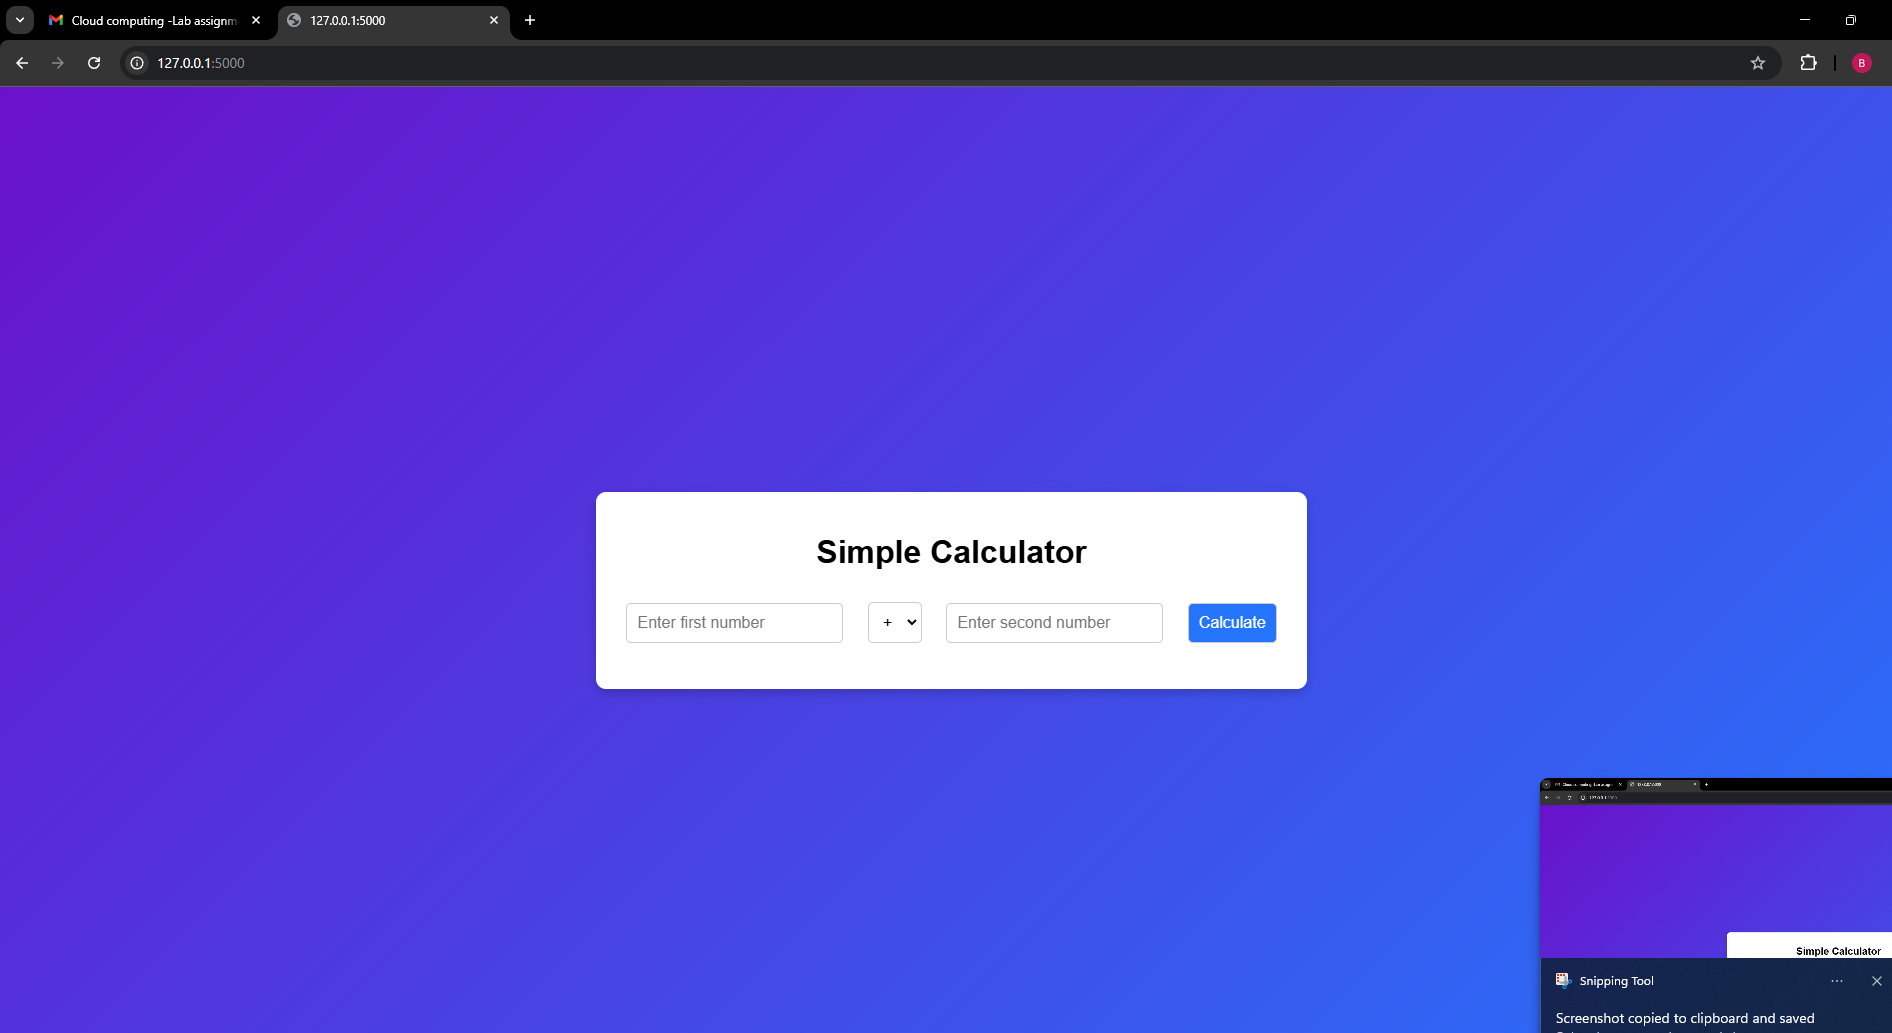 Cloud computing -Lab assignm
127.0.0.1:5000
127.0.0.1:5000
B
Simple Calculator
Enter first number
+
Enter second number
Calculate
Simple Calculator
Snipping Tool
Screenshot copied to clipboard and saved